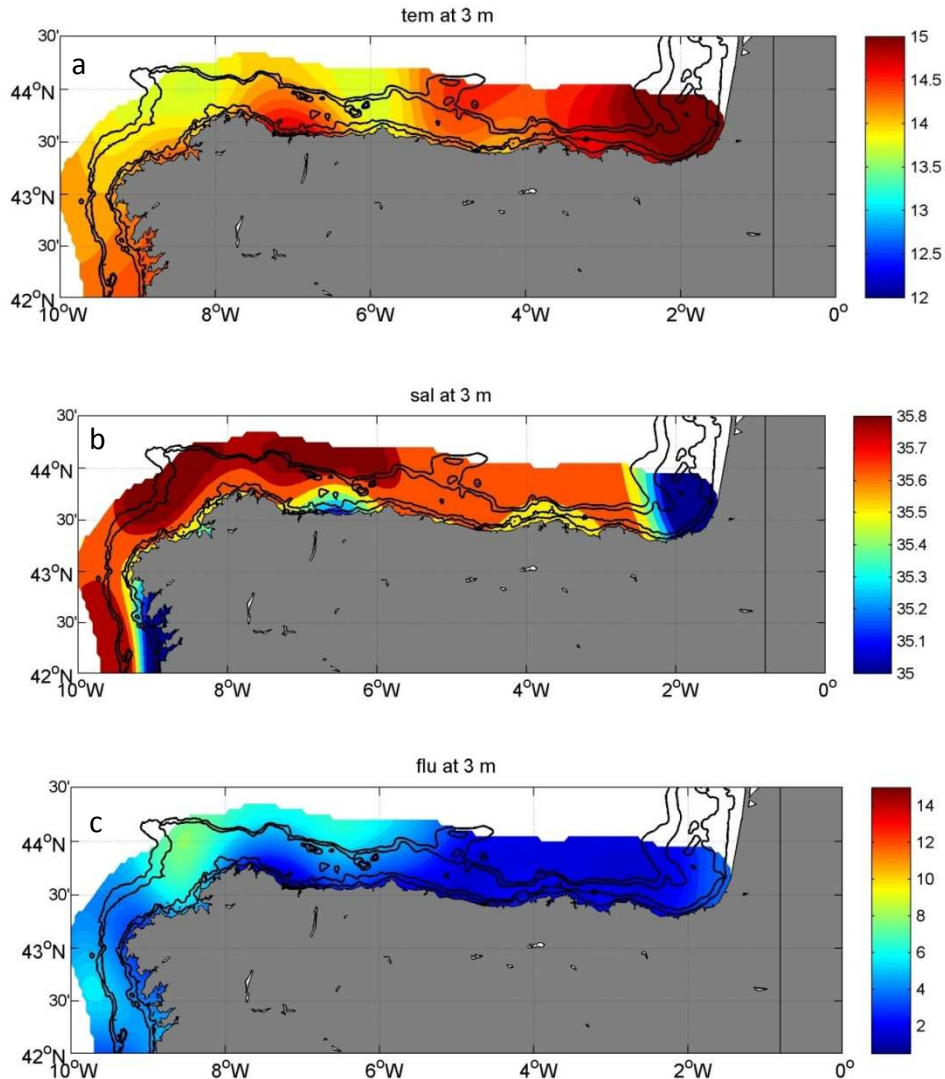 tem at 3 m
a
30'
44°N
30'
43°N
30'
42°N
10°W 8°W 6°W 4°W 2°W 0°
15
14.5
14
13.5
13
12.5
12
sal at 3 m
b
30'
44°N
30'
43°N
30'
42°N
10°W 8°W 6°W 4°W 2°W 0°
35.8
35.7
35.6
35.5
35.4
35.3
35.2
35.1
35
flu at 3 m
c
30'
44°N
30'
43°N
30'
42°N
10°W 8°W 6°W 4°W 2°W 0°
14
12
10
8
6
4
2